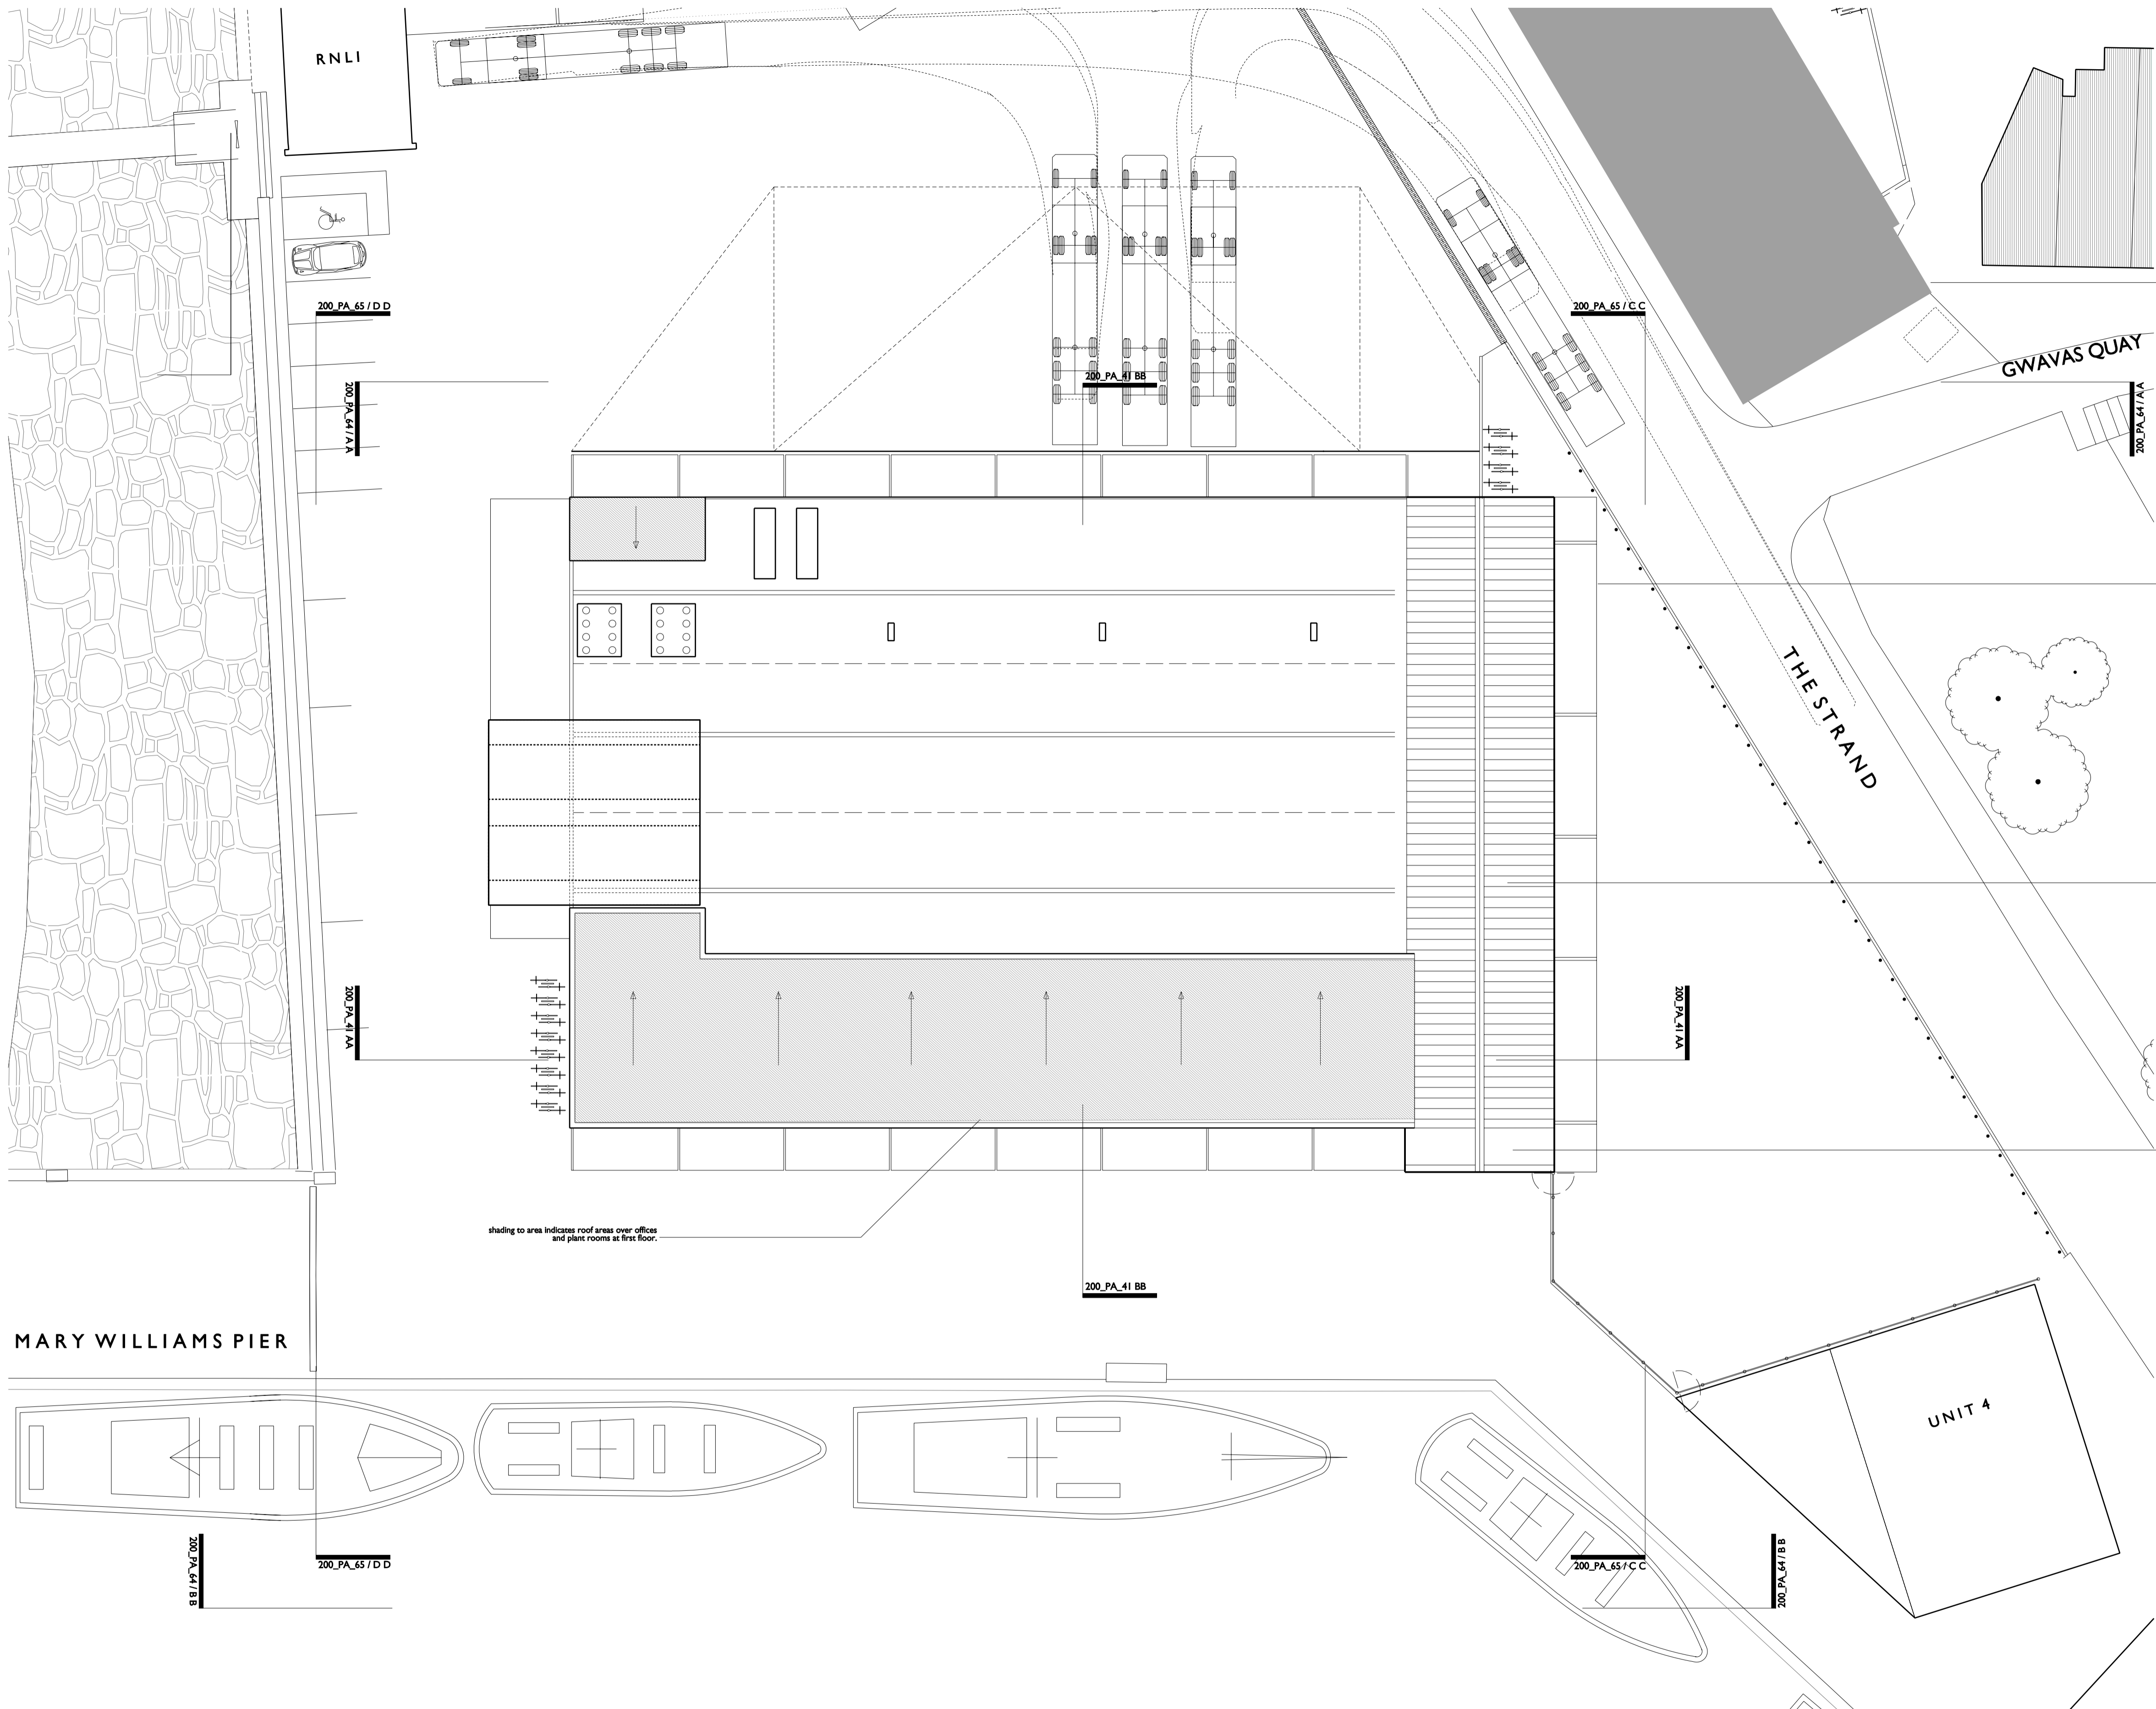 RNLI
200_PA_65 / D D
200_PA_65 / C C
GWAVAS QUAY
200_PA_64 / A A
200_PA_41 BB
200_PA_64 / A A
THE STRAND
200_PA_41 AA
200_PA_41 AA
shading to area indicates roof areas over offices
and plant rooms at first floor.
200_PA_41 BB
MARY WILLIAMS PIER
UNIT 4
200_PA_64 / B B
200_PA_65 / D D
200_PA_65 / C C
200_PA_64 / B B